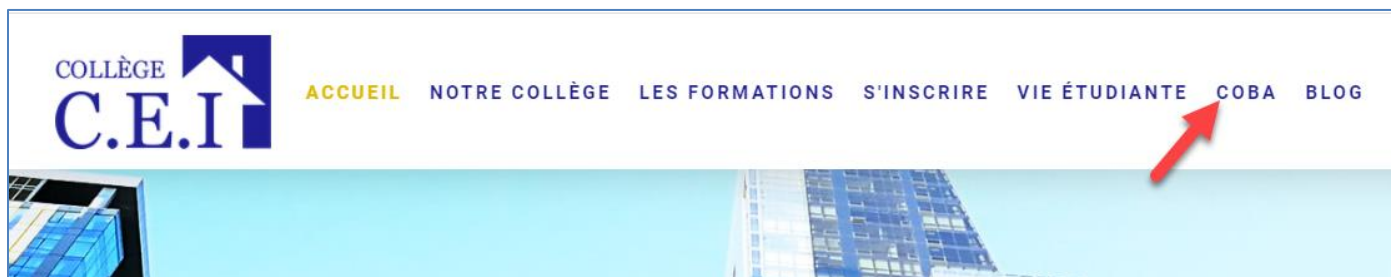 COLLÈGE
C.E.I
ACCUEIL NOTRE COLLÈGE LES FORMATIONS S'INSCRIRE VIE ÉTUDIANTE COBA BLOG